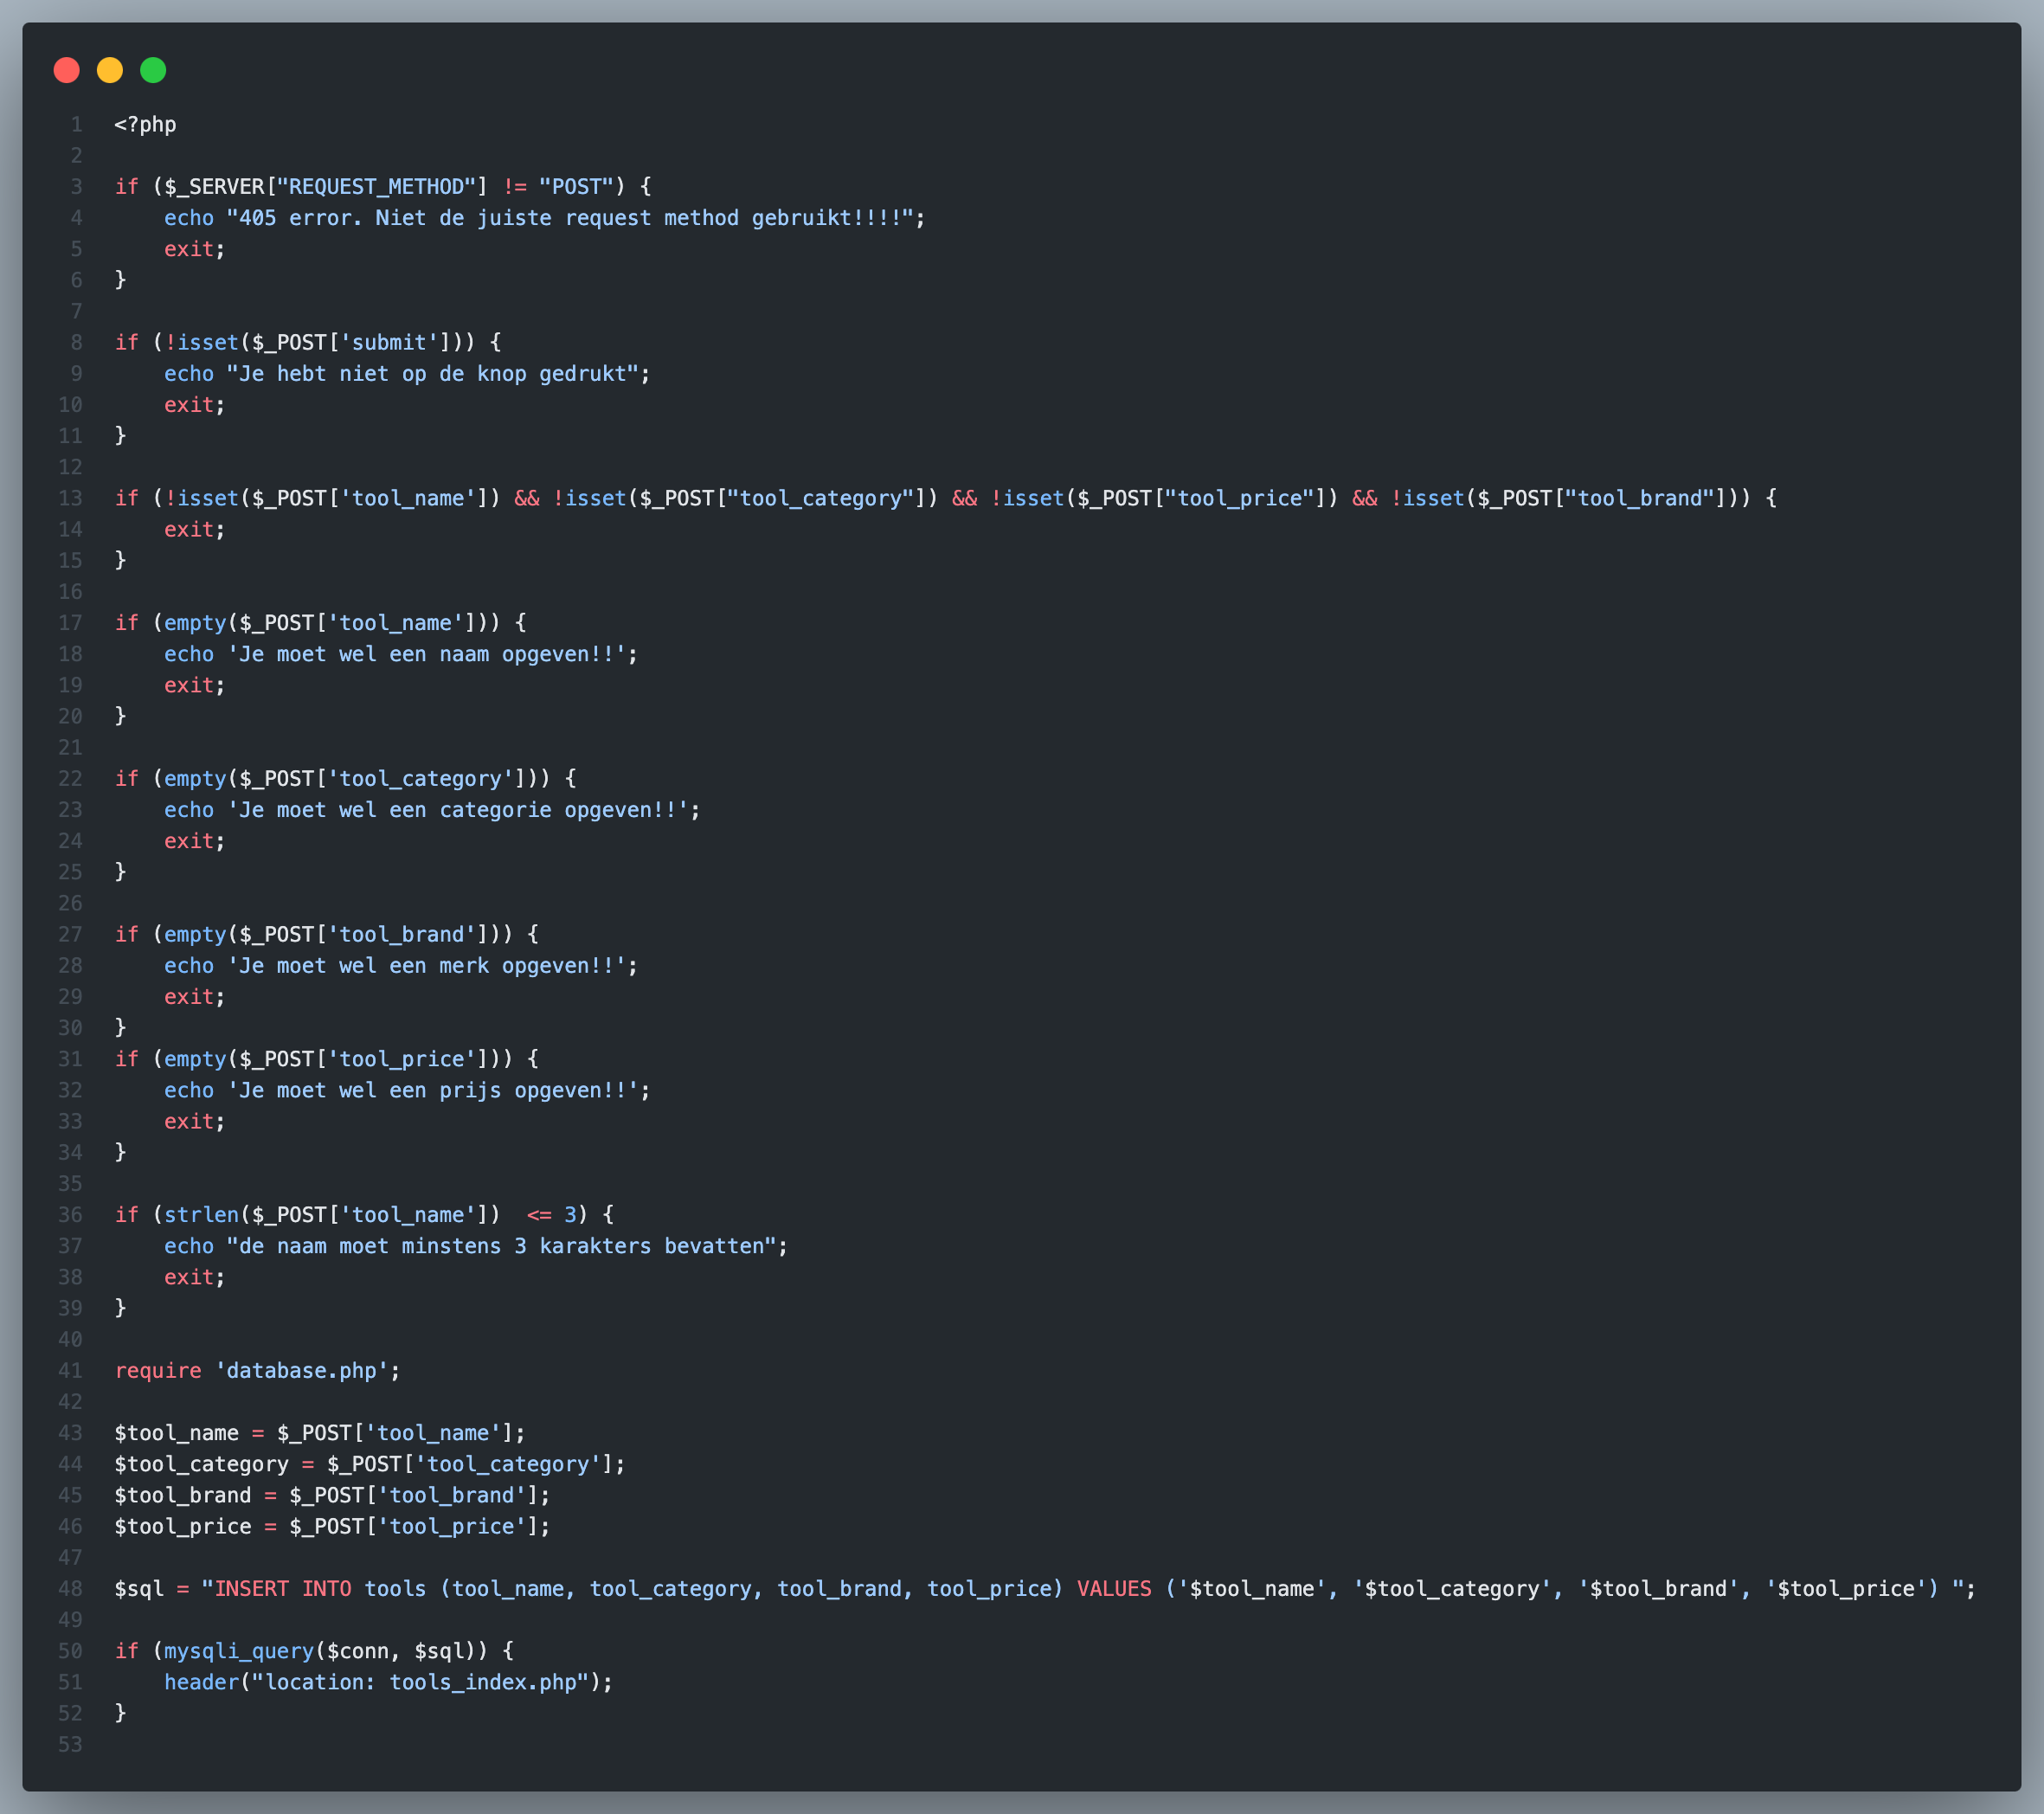 1 <?php
2
3 if ($_SERVER["REQUEST_METHOD"] != "POST") {
4     echo "405 error. Niet de juiste request method gebruikt!!!!";
5     exit;
6 }
7
8 if (!isset($_POST['submit'])) {
9     echo "Je hebt niet op de knop gedrukt";
10     exit;
11 }
12
13 if (!isset($_POST['tool_name']) && !isset($_POST["tool_category"]) && !isset($_POST["tool_price"]) && !isset($_POST["tool_brand"])) {
14     exit;
15 }
16
17 if (empty($_POST['tool_name'])) {
18     echo 'Je moet wel een naam opgeven!!';
19     exit;
20 }
21
22 if (empty($_POST['tool_category'])) {
23     echo 'Je moet wel een categorie opgeven!!';
24     exit;
25 }
26
27 if (empty($_POST['tool_brand'])) {
28     echo 'Je moet wel een merk opgeven!!';
29     exit;
30 }
31 if (empty($_POST['tool_price'])) {
32     echo 'Je moet wel een prijs opgeven!!';
33     exit;
34 }
35
36 if (strlen($_POST['tool_name'])  <= 3) {
37     echo "de naam moet minstens 3 karakters bevatten";
38     exit;
39 }
40
41 require 'database.php';
42
43 $tool_name = $_POST['tool_name'];
44 $tool_category = $_POST['tool_category'];
45 $tool_brand = $_POST['tool_brand'];
46 $tool_price = $_POST['tool_price'];
47
48 $sql = "INSERT INTO tools (tool_name, tool_category, tool_brand, tool_price) VALUES ('$tool_name', '$tool_category', '$tool_brand', '$tool_price') ";
49
50 if (mysqli_query($conn, $sql)) {
51     header("location: tools_index.php");
52 }
53